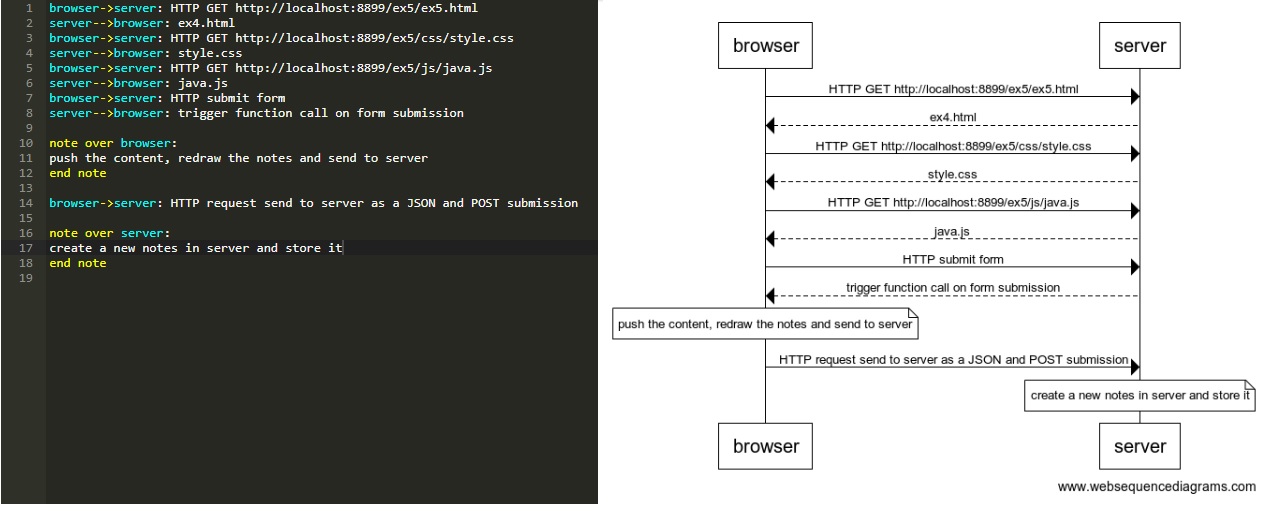 1 browser->server: HTTP GET http://localhost:8899/ex5/ex5.html
2 server-->browser: ex4.html
3 browser->server: HTTP GET http://localhost:8899/ex5/css/style.css
4 server-->browser: style.css
5 browser->server: HTTP GET http://localhost:8899/ex5/js/java.js
6 server-->browser: java.js
7 browser->server: HTTP submit form
8 server-->browser: trigger function call on form submission
9
10 note over browser:
11 push the content, redraw the notes and send to server
12 end note
13
14 browser->server: HTTP request send to server as a JSON and POST submission
15
16 note over server:
17 create a new notes in server and store it
18 end note
19
browser
server
HTTP GET http://localhost:8899/ex5/ex5.html
ex4.html
HTTP GET http://localhost:8899/ex5/css/style.css
style.css
HTTP GET http://localhost:8899/ex5/js/java.js
java.js
HTTP submit form
trigger function call on form submission
push the content, redraw the notes and send to server
HTTP request send to server as a JSON and POST submission
create a new notes in server and store it
browser
server
www.websequencediagrams.com